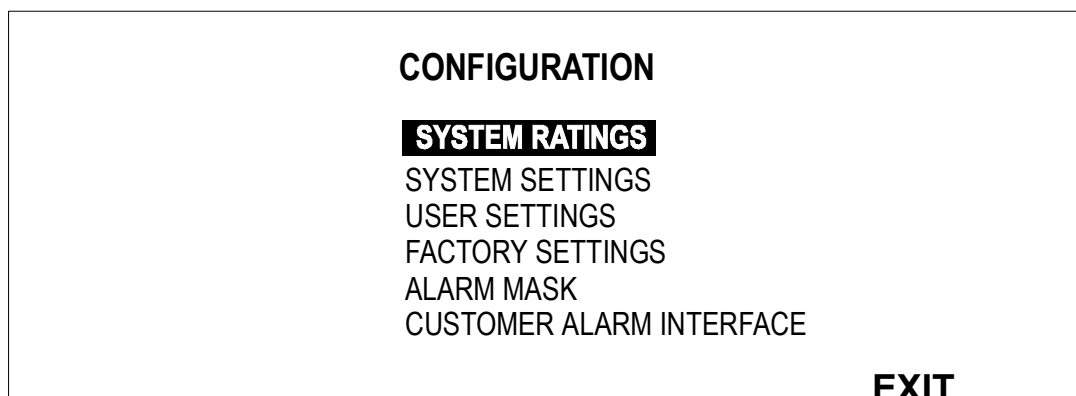 CONFIGURATION
SYSTEM RATINGS
SYSTEM SETTINGS
USER SETTINGS
FACTORY SETTINGS
ALARM MASK
CUSTOMER ALARM INTERFACE
EXIT